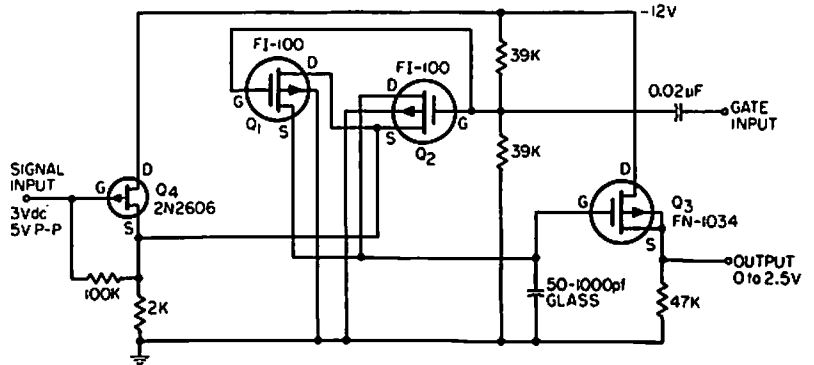 -12V
FI-100
FI-100
39K
D
D
0.02µF
G
G
GATE
INPUT
Q1
S
S
Q2
39K
SIGNAL
INPUT
D
D
G
Q4
2N2606
G
Q3
FN-1034
3Vdc
5V P-P
S
S
OUTPUT
0 to 2.5V
100K
2K
50-1000pf
GLASS
47K